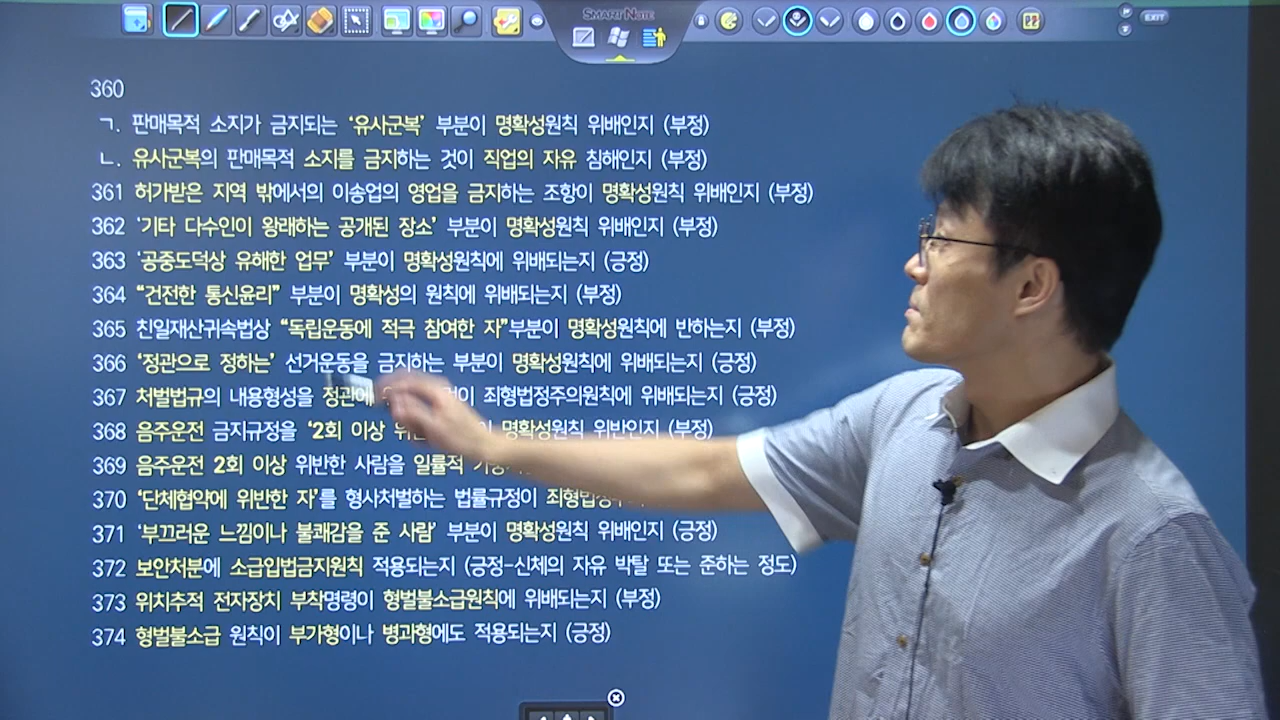 SMARTNOTE
EXIT
360
ㄱ. 판매목적 소지가 금지되는 ‘유사군복’ 부분이 명확성원칙 위배인지 (부정)
ㄴ. 유사군복의 판매목적 소지를 금지하는 것이 직업의 자유 침해인지 (부정)
361 허가받은 지역 밖에서의 이송업의 영업을 금지하는 조항이 명확성원칙 위배인지 (부정)
362 ‘기타 다수인이 왕래하는 공개된 장소’ 부분이 명확성원칙 위배인지 (부정)
363 ‘공중도덕상 유해한 업무’ 부분이 명확성원칙에 위배되는지 (긍정)
364 “건전한 통신윤리” 부분이 명확성의 원칙에 위배되는지 (부정)
365 친일재산귀속법상 “독립운동에 적극 참여한 자”부분이 명확성원칙에 반하는지 (부정)
366 ‘정관으로 정하는’ 선거운동을 금지하는 부분이 명확성원칙에 위배되는지 (긍정)
367 처벌법규의 내용형성을 정관에 죄형법정주의원칙에 위배되는지 (긍정)
368 음주운전 금지규정을 ‘2회 이상 명확성원칙 위반인지 (부정)
369 음주운전 2회 이상 위반한 사람을 일률적
370 ‘단체협약에 위반한 자’를 형사처벌하는 법률규정이
371 ‘부끄러운 느낌이나 불쾌감을 준 사람’ 부분이 명확성원칙 위배인지 (긍정)
372 보안처분에 소급입법금지원칙 적용되는지 (긍정-신체의 자유 박탈 또는 준하는 정도)
373 위치추적 전자장치 부착명령이 형벌불소급원칙에 위배되는지 (부정)
374 형벌불소급 원칙이 부가형이나 병과형에도 적용되는지 (긍정)